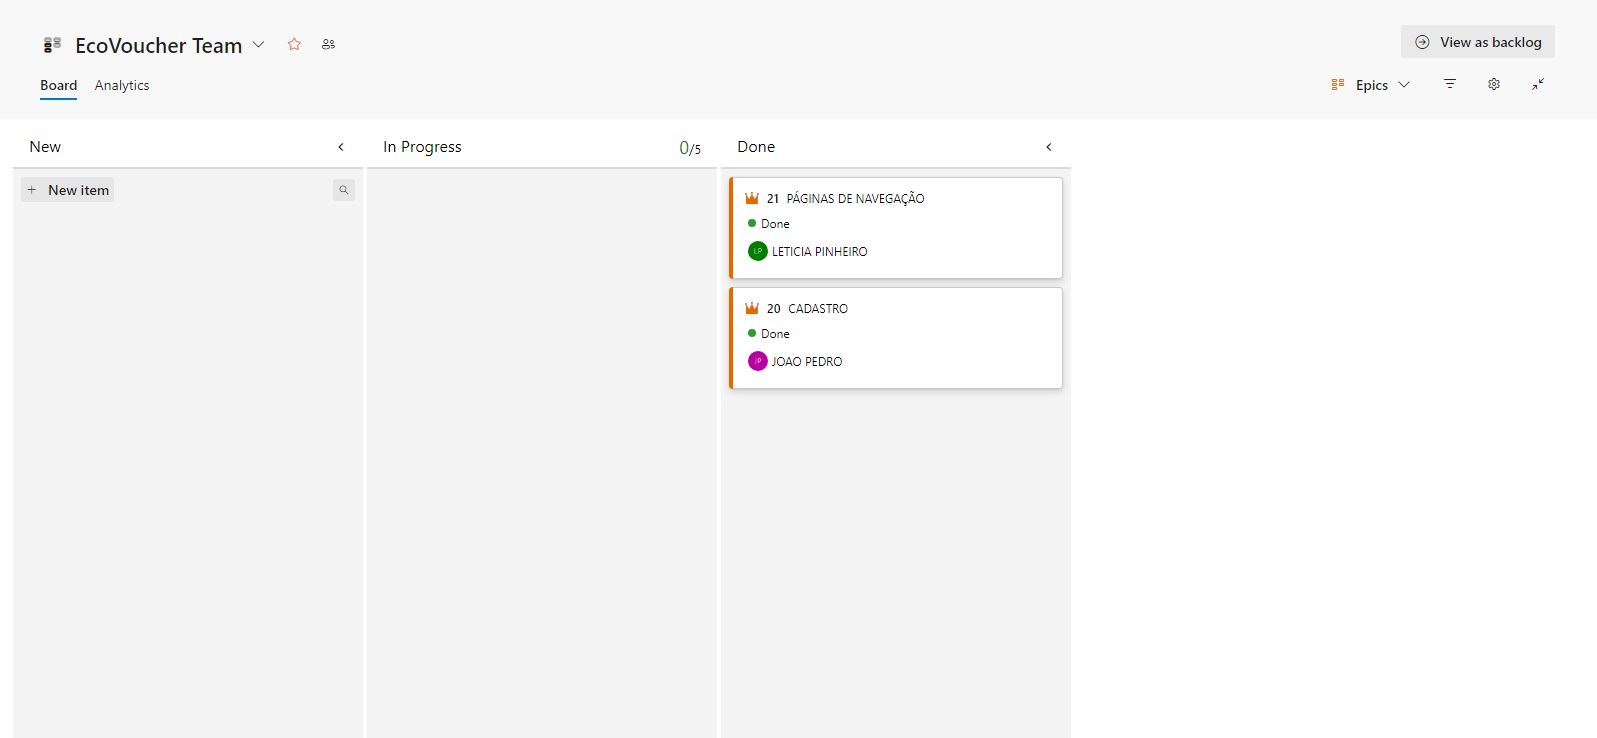 EcoVoucher Team
View as backlog
Board Analytics
Epics
New
In Progress 0/5
Done
+ New item
21 PÁGINAS DE NAVEGAÇÃO
Done
LP LETICIA PINHEIRO
20 CADASTRO
Done
JP JOAO PEDRO